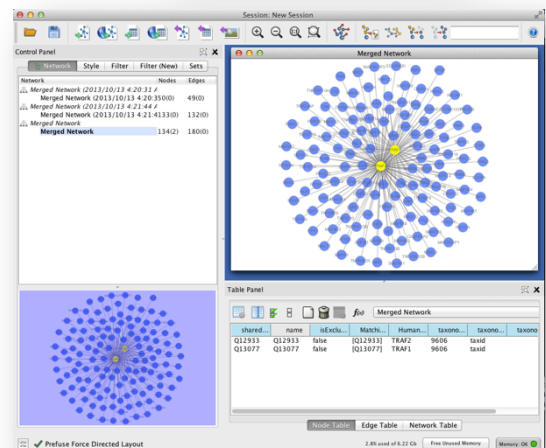 Session: New Session
Control Panel
Network Style Filter Filter (New) Sets
Network Nodes Edges
Merged Network (2013/10/13 4:20:31 A
Merged Network (2013/10/13 4:20:3 50(0) 49(0)
Merged Network (2013/10/13 4:21:44 A
Merged Network (2013/10/13 4:21:4 133(0) 132(0)
Merged Network
Merged Network 134(2) 180(0)
Merged Network
Table Panel
f(x) Merged Network
shared... name isExclu... Matchi... Human... taxono... taxono... taxono
Q12933 Q12933 false [Q12933] TRAF2 9606 taxid
Q13077 Q13077 false [Q13077] TRAF1 9606 taxid
Node Table Edge Table Network Table
Prefuse Force Directed Layout 2.8% used of 6.22 Gb Free Unused Memory Memory: OK